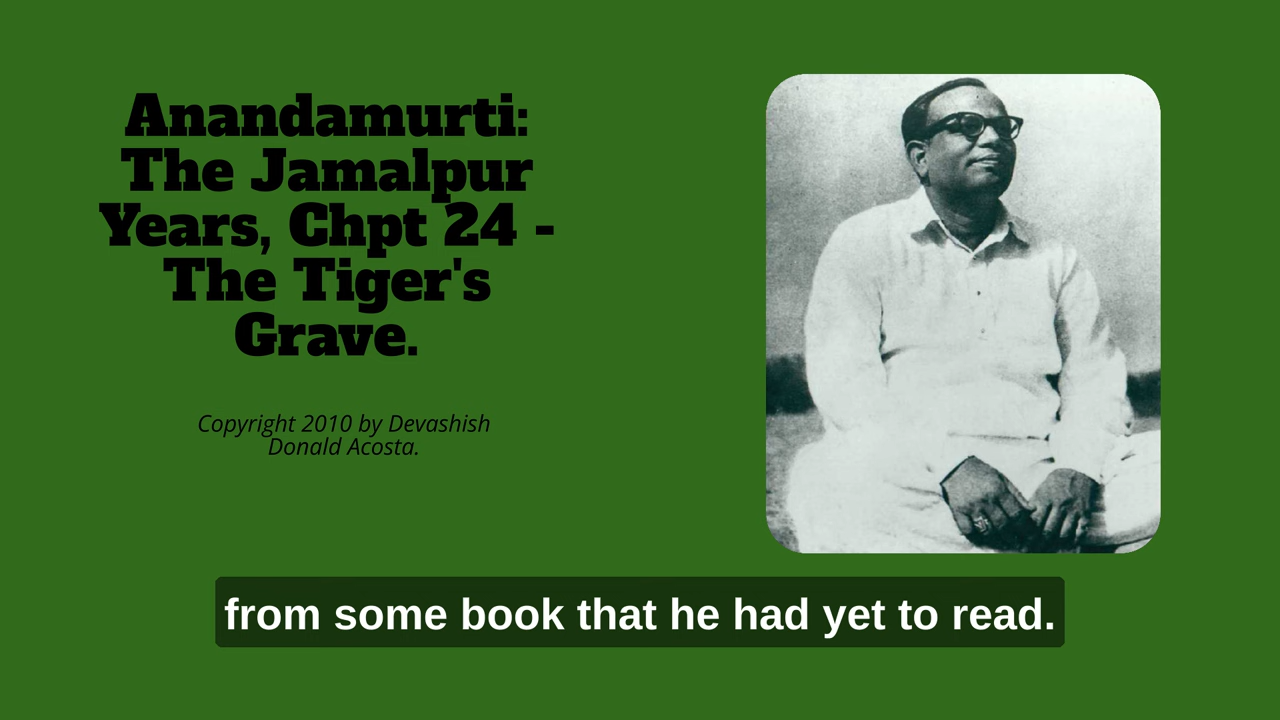 Anandamurti:
The Jamalpur
Years, Chpt 24 -
The Tiger's
Grave.
Copyright 2010 by Devashish
Donald Acosta.
from some book that he had yet to read.